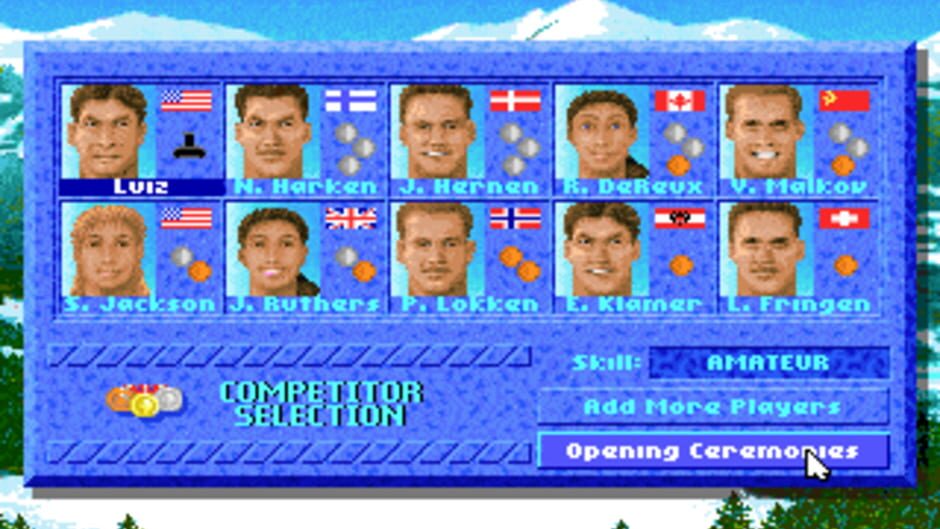 Luiz
N. Harken
J. Hernen
R. DeReux
V. Malkov
S. Jackson
J. Ruthers
P. Lokken
E. Klamer
L. Fringen
Skill: AMATEUR
COMPETITOR
SELECTION
Add More Players
Opening Ceremonies